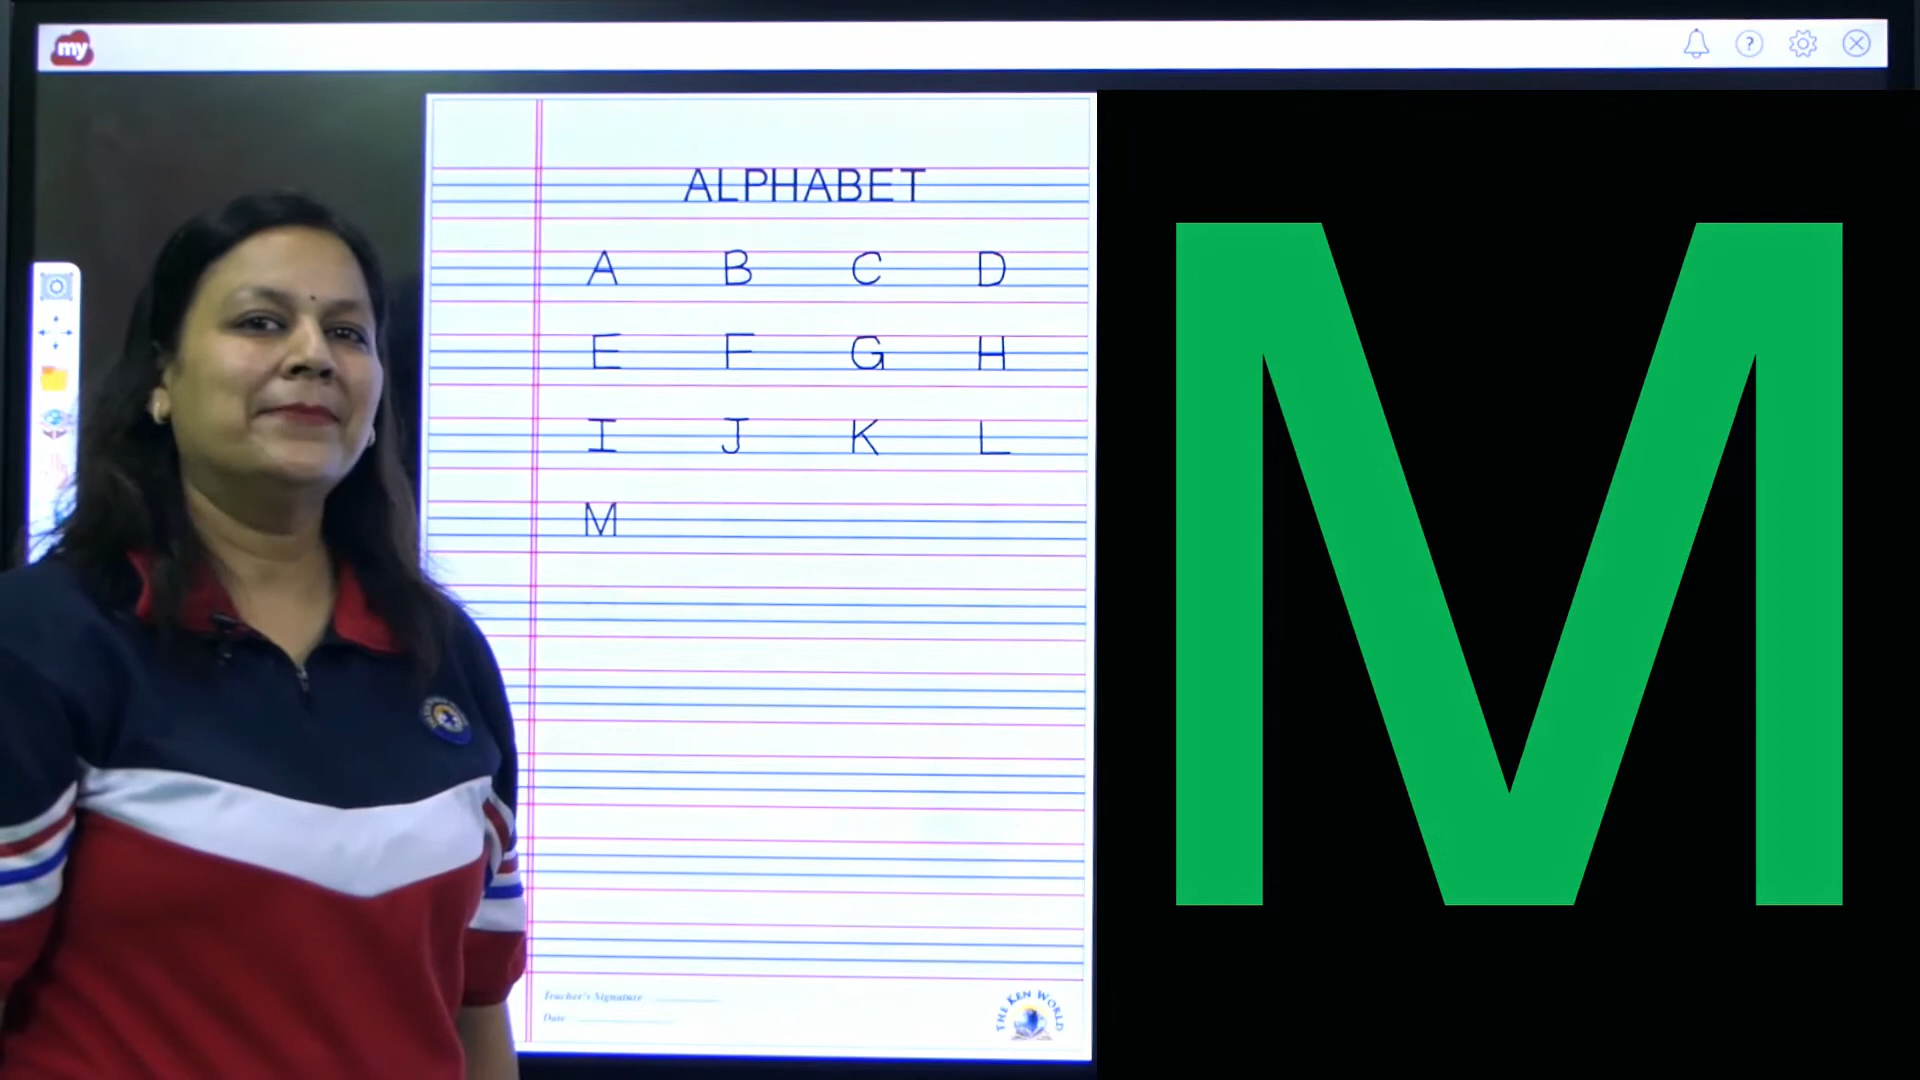 my
ALPHABET
A B C D
E F G H
I J K L
M
M
Teacher's Signature
Date
THE KEN WORLD